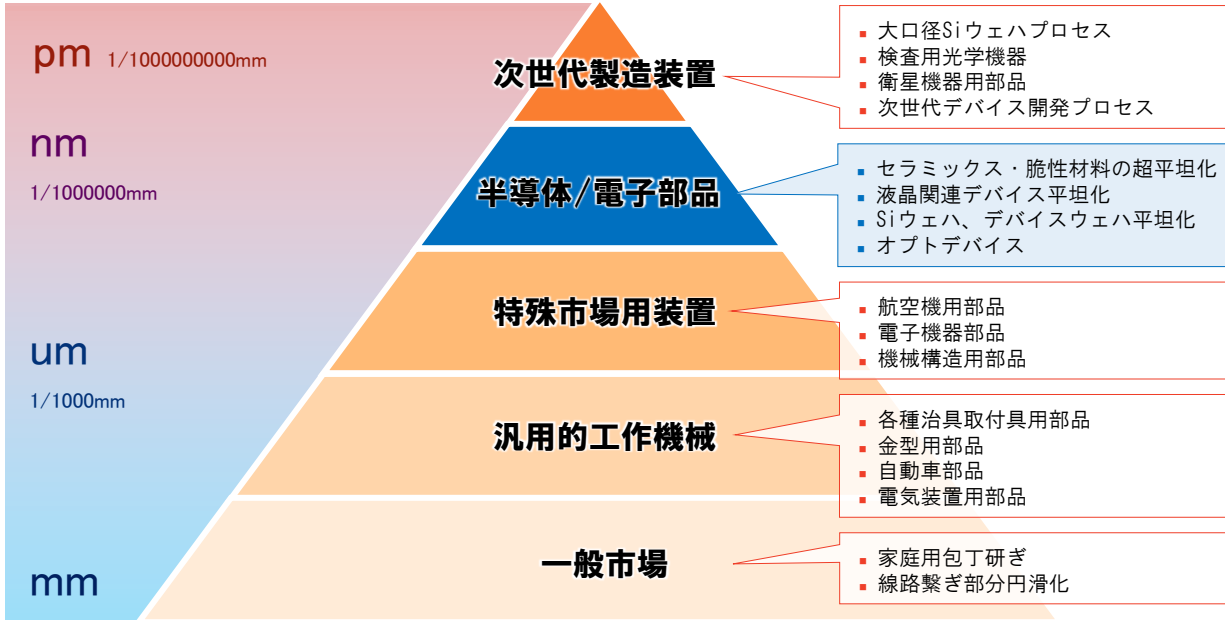 pm 1/1000000000mm
nm
1/1000000mm
um
1/1000mm
mm
次世代製造装置
半導体/電子部品
特殊市場用装置
汎用的工作機械
一般市場
▪ 大口径Siウェハプロセス
▪ 検査用光学機器
▪ 衛星機器用部品
▪ 次世代デバイス開発プロセス
▪ セラミックス・脆性材料の超平坦化
▪ 液晶関連デバイス平坦化
▪ Siウェハ、デバイスウェハ平坦化
▪ オプトデバイス
▪ 航空機用部品
▪ 電子機器部品
▪ 機械構造用部品
▪ 各種治具取付具用部品
▪ 金型用部品
▪ 自動車部品
▪ 電気装置用部品
▪ 家庭用包丁研ぎ
▪ 線路繋ぎ部分円滑化